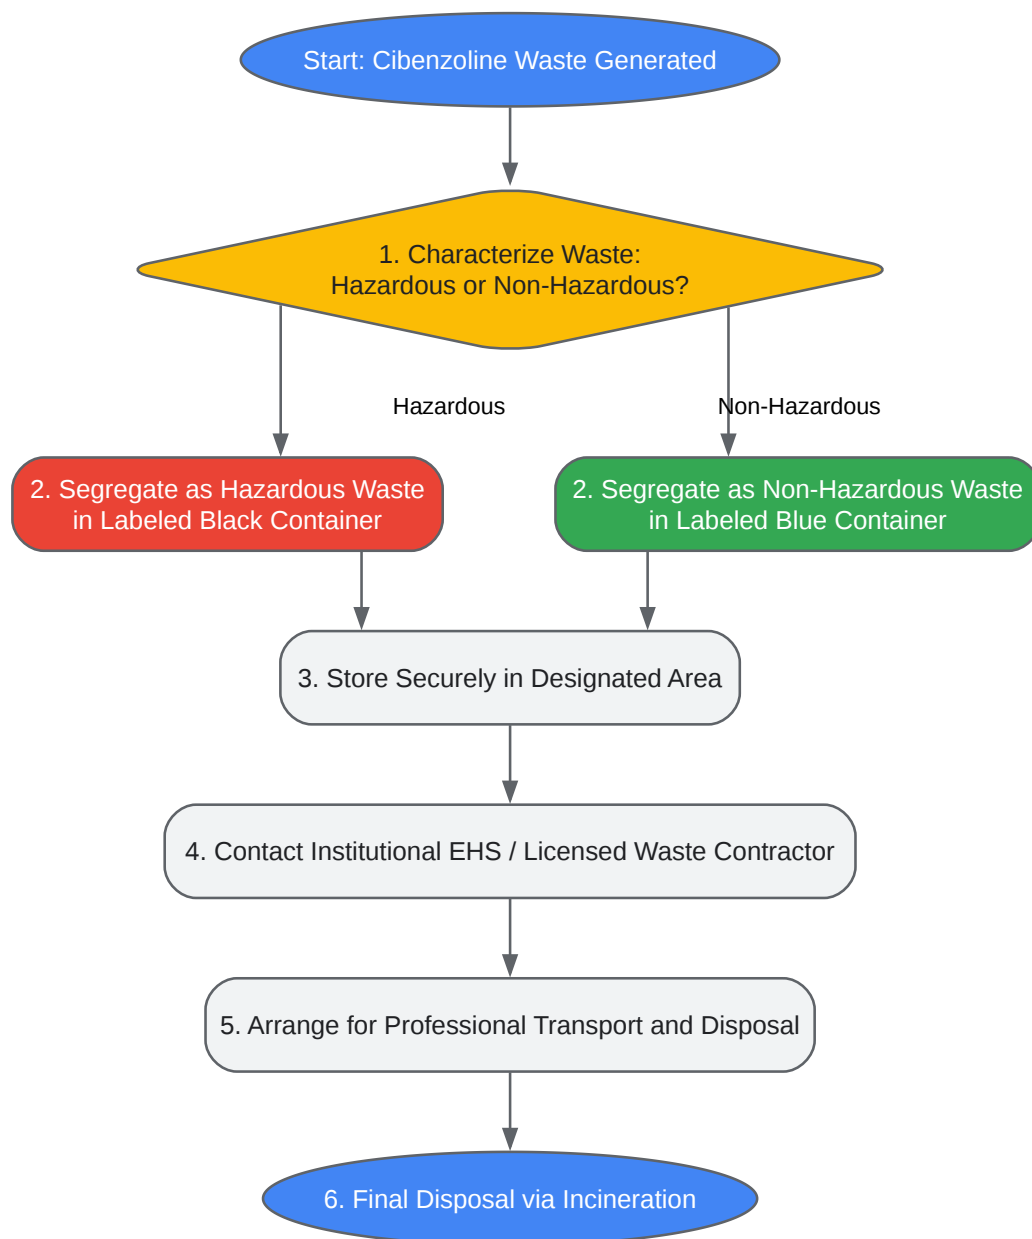 Start: Cibenzoline Waste Generated
1. Characterize Waste:
Hazardous or Non-Hazardous?
Hazardous
Non-Hazardous
2. Segregate as Hazardous Waste
in Labeled Black Container
2. Segregate as Non-Hazardous Waste
in Labeled Blue Container
3. Store Securely in Designated Area
4. Contact Institutional EHS / Licensed Waste Contractor
5. Arrange for Professional Transport and Disposal
6. Final Disposal via Incineration